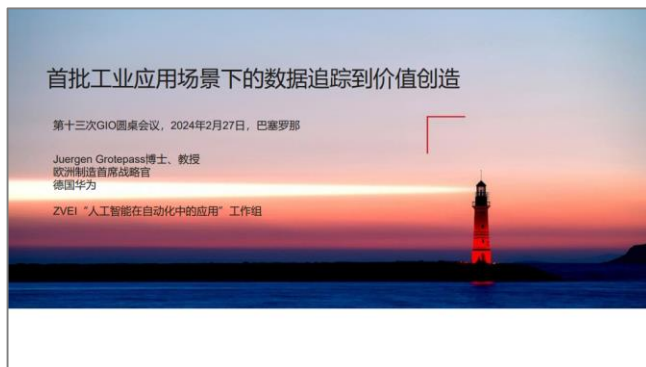 首批工业应用场景下的数据追踪到价值创造
第十三次GIO圆桌会议，2024年2月27日，巴塞罗那
Juergen Grotepass博士、教授
欧洲制造首席战略官
德国华为
ZVEI“人工智能在自动化中的应用”工作组